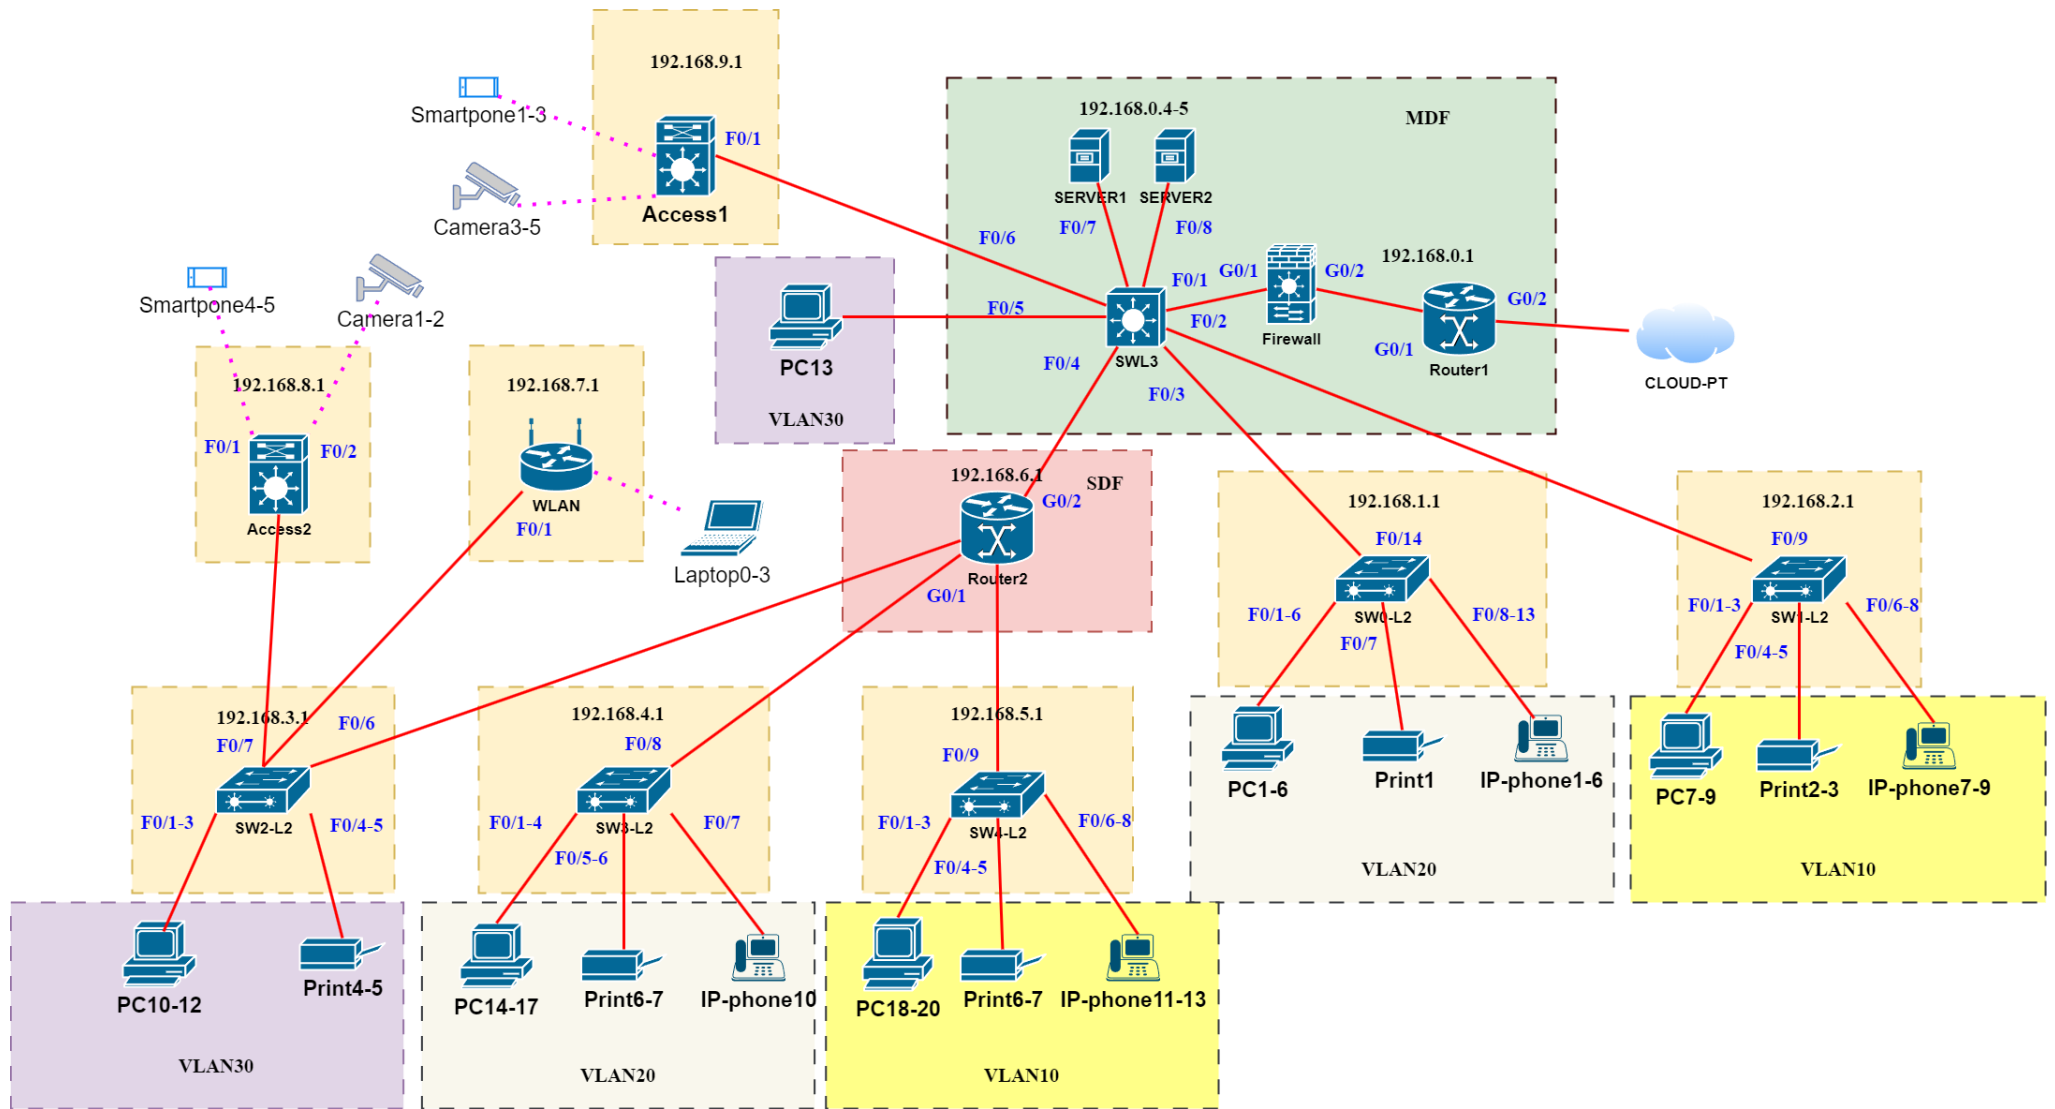 192.168.9.1
Smartpone1-3
F0/1
Camera3-5
Access1
192.168.0.4-5
MDF
SERVER1
SERVER2
F0/7
F0/8
F0/6
192.168.0.1
F0/1
G0/1
G0/2
G0/2
F0/5
F0/2
Firewall
G0/1
Router1
SWL3
F0/4
F0/3
CLOUD-PT
PC13
VLAN30
Smartpone4-5
Camera1-2
192.168.8.1
F0/1
F0/2
Access2
192.168.7.1
WLAN
F0/1
Laptop0-3
192.168.6.1
SDF
G0/2
Router2
G0/1
192.168.1.1
F0/14
F0/1-6
SW0-L2
F0/8-13
F0/7
192.168.2.1
F0/9
F0/1-3
SW1-L2
F0/6-8
F0/4-5
PC1-6
Print1
IP-phone1-6
VLAN20
PC7-9
Print2-3
IP-phone7-9
VLAN10
192.168.3.1
F0/6
F0/7
F0/1-3
SW2-L2
F0/4-5
192.168.4.1
F0/8
F0/1-4
SW3-L2
F0/7
F0/5-6
192.168.5.1
F0/9
F0/1-3
SW4-L2
F0/6-8
F0/4-5
PC10-12
Print4-5
VLAN30
PC14-17
Print6-7
IP-phone10
VLAN20
PC18-20
Print6-7
IP-phone11-13
VLAN10